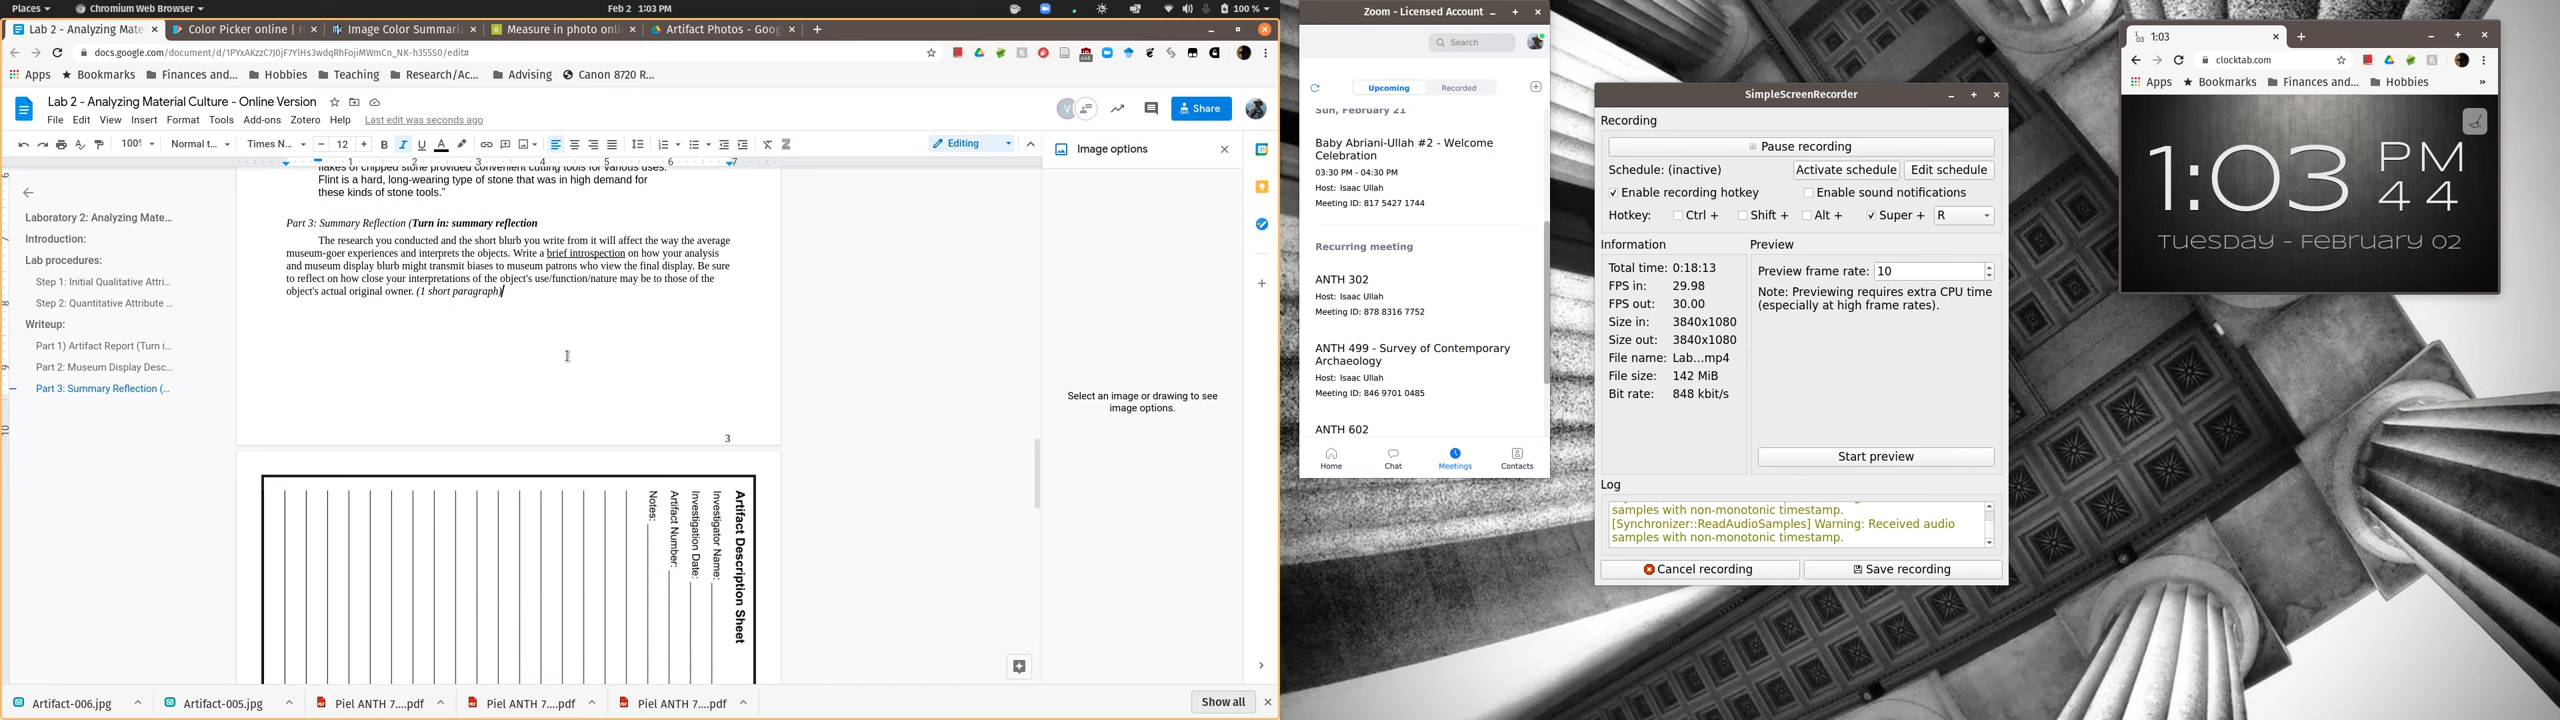 Places
Chromium Web Browser
Feb 2 1:03 PM
100 %
Lab 2 - Analyzing Mate
Color Picker online | H
Image Color Summariz
Measure in photo onli
Artifact Photos - Goog
docs.google.com/document/d/1PYxAKzzC7J0jF7YlHs3wdqRhFojiMWmCn_NK-h355S0/edit#
Apps
Bookmarks
Finances and...
Hobbies
Teaching
Research/Ac...
Advising
Canon 8720 R...
Lab 2 - Analyzing Material Culture - Online Version
File Edit View Insert Format Tools Add-ons Zotero Help Last edit was seconds ago
Share
100%
Normal t...
Times N...
12
Editing
1 2 3 4 5 6 7
Laboratory 2: Analyzing Mate...
Introduction:
Lab procedures:
Step 1: Initial Qualitative Attri...
Step 2: Quantitative Attribute ...
Writeup:
Part 1) Artifact Report (Turn i...
Part 2: Museum Display Desc...
Part 3: Summary Reflection (...
flakes of chipped stone provided convenient cutting tools for various uses.
Flint is a hard, long-wearing type of stone that was in high demand for
these kinds of stone tools."
Part 3: Summary Reflection (Turn in: summary reflection
The research you conducted and the short blurb you write from it will affect the way the average
museum-goer experiences and interprets the objects. Write a brief introspection on how your analysis
and museum display blurb might transmit biases to museum patrons who view the final display. Be sure
to reflect on how close your interpretations of the object's use/function/nature may be to those of the
object's actual original owner. (1 short paragraph)
3
Artifact Description Sheet
Investigator Name:
Investigation Date:
Artifact Number:
Notes:
Image options
Select an image or drawing to see
image options.
Artifact-006.jpg
Artifact-005.jpg
Piel ANTH 7....pdf
Piel ANTH 7....pdf
Piel ANTH 7....pdf
Show all
Zoom - Licensed Account
Search
Upcoming
Recorded
Sun, February 21
Baby Abriani-Ullah #2 - Welcome
Celebration
03:30 PM - 04:30 PM
Host: Isaac Ullah
Meeting ID: 817 5427 1744
Recurring meeting
ANTH 302
Host: Isaac Ullah
Meeting ID: 878 8316 7752
ANTH 499 - Survey of Contemporary
Archaeology
Host: Isaac Ullah
Meeting ID: 846 9701 0485
ANTH 602
Home
Chat
Meetings
Contacts
SimpleScreenRecorder
Recording
Pause recording
Schedule: (inactive)
Activate schedule
Edit schedule
Enable recording hotkey
Enable sound notifications
Hotkey: Ctrl + Shift + Alt + Super + R
Information
Total time: 0:18:13
FPS in: 29.98
FPS out: 30.00
Size in: 3840x1080
Size out: 3840x1080
File name: Lab...mp4
File size: 142 MiB
Bit rate: 848 kbit/s
Preview
Preview frame rate: 10
Note: Previewing requires extra CPU time
(especially at high frame rates).
Start preview
Log
samples with non-monotonic timestamp.
[Synchronizer::ReadAudioSamples] Warning: Received audio
samples with non-monotonic timestamp.
Cancel recording
Save recording
1:03
clocktab.com
Apps
Bookmarks
Finances and...
Hobbies
1:03 PM
44
Tuesday - February 02